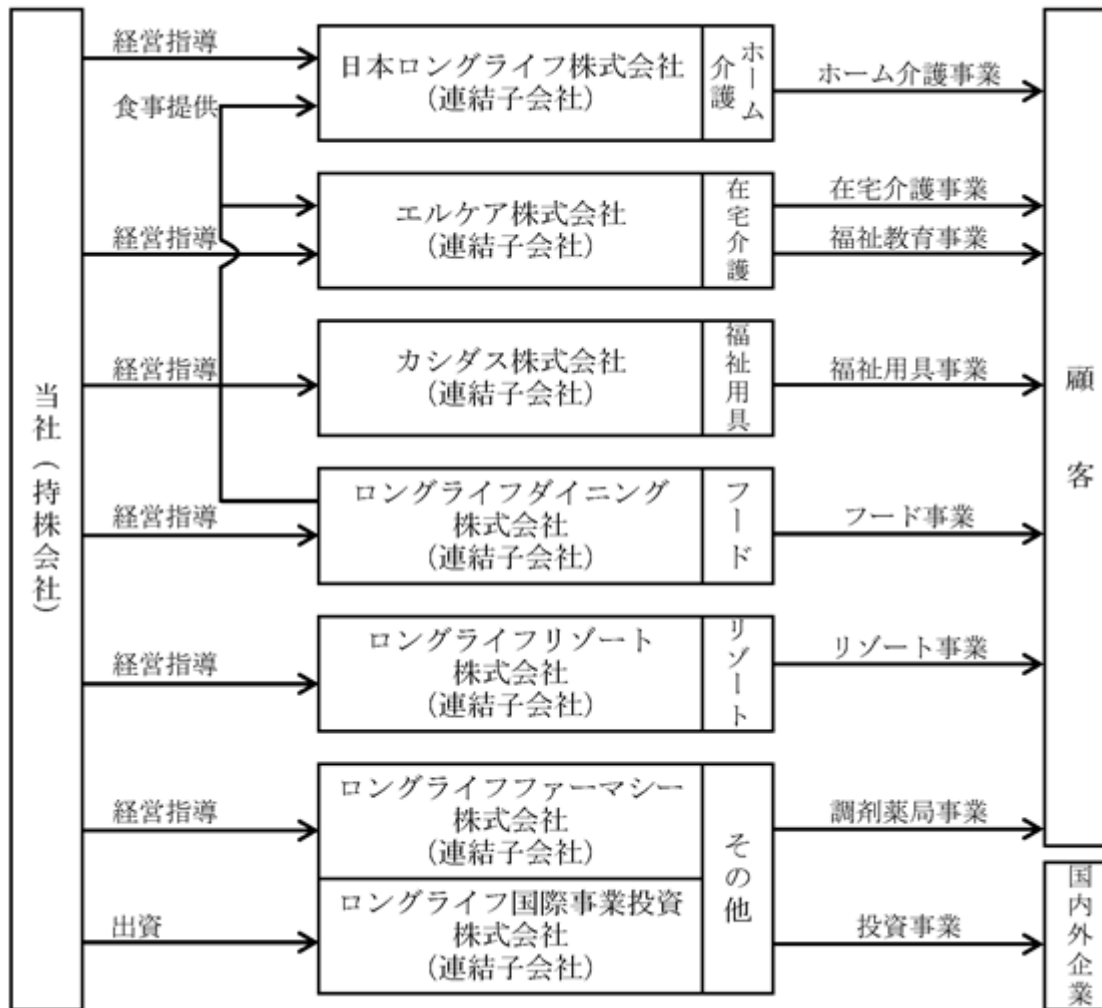 当社（持株会社）
経営指導
食事提供
日本ロングライフ株式会社
（連結子会社）
ホーム
介護
ホーム介護事業
経営指導
エルケア株式会社
（連結子会社）
在宅介護
在宅介護事業
福祉教育事業
経営指導
カシダス株式会社
（連結子会社）
福祉用具
福祉用具事業
経営指導
ロングライフダイニング
株式会社
（連結子会社）
フード
フード事業
経営指導
ロングライフリゾート
株式会社
（連結子会社）
リゾート
リゾート事業
経営指導
ロングライフファーマシー
株式会社
（連結子会社）
その他
調剤薬局事業
出資
ロングライフ国際事業投資
株式会社
（連結子会社）
投資事業
顧客
国内外企業